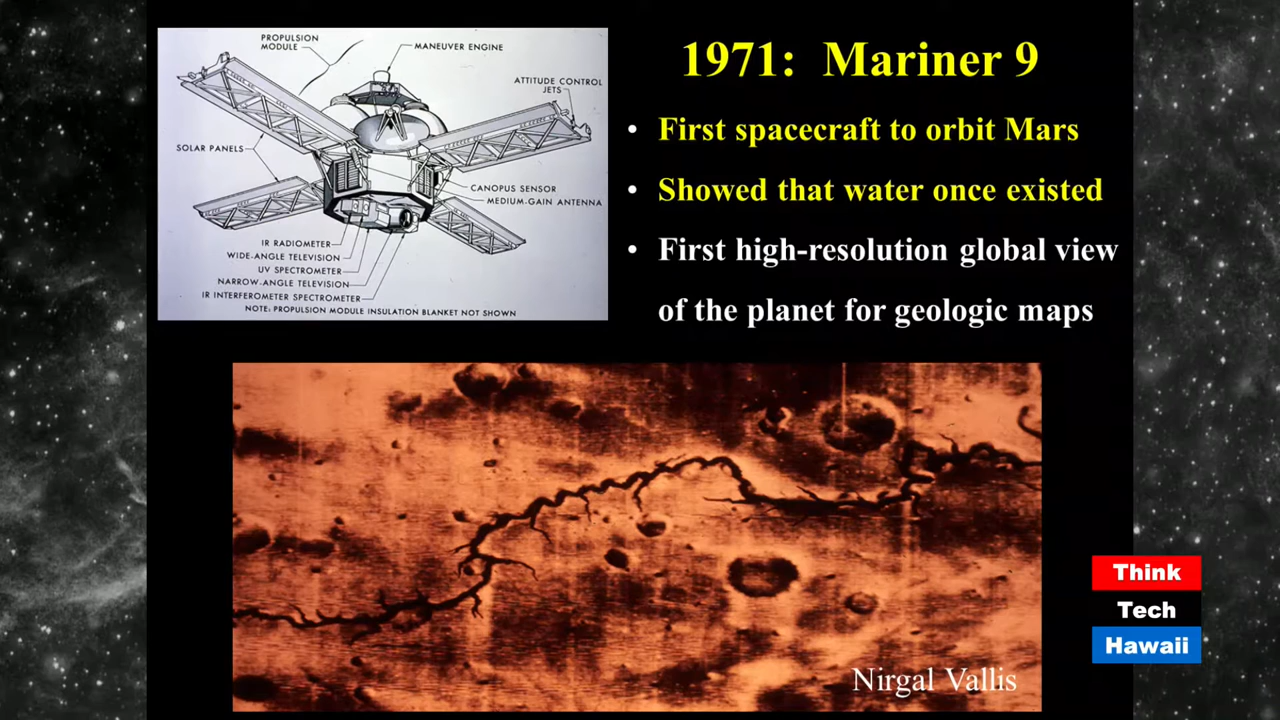 PROPULSION
MODULE
MANEUVER ENGINE
ATTITUDE CONTROL
JETS
SOLAR PANELS
CANOPUS SENSOR
MEDIUM-GAIN ANTENNA
IR RADIOMETER
WIDE-ANGLE TELEVISION
UV SPECTROMETER
NARROW-ANGLE TELEVISION
IR INTERFEROMETER SPECTROMETER
NOTE: PROPULSION MODULE INSULATION BLANKET NOT SHOWN
1971: Mariner 9
• First spacecraft to orbit Mars
• Showed that water once existed
• First high-resolution global view
of the planet for geologic maps
Nirgal Vallis
Think
Tech
Hawaii